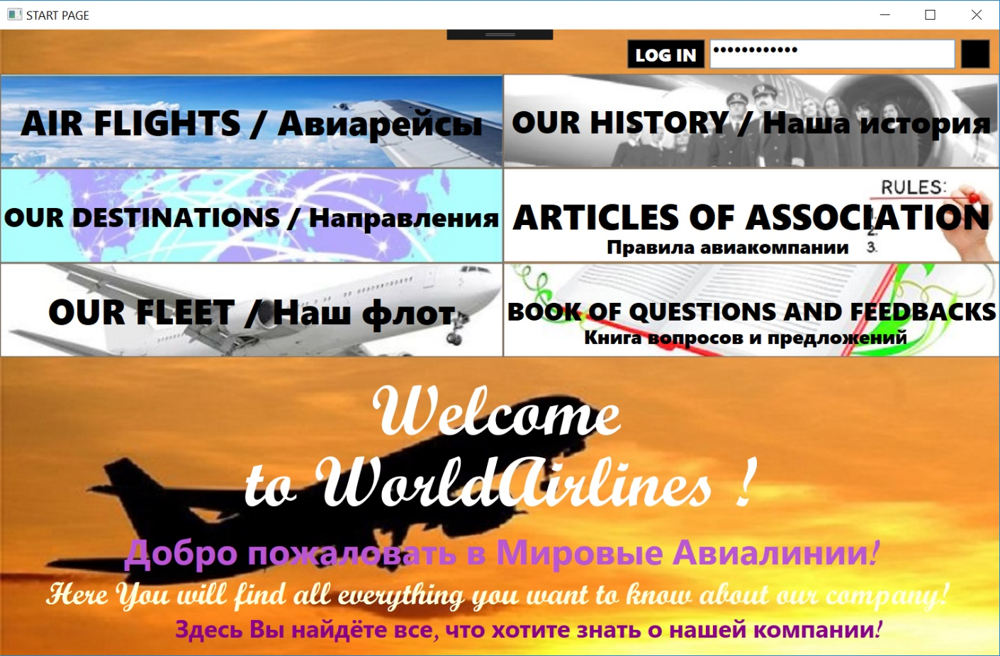 START PAGE
LOG IN ••••••••••••
AIR FLIGHTS / Авиарейсы
OUR HISTORY / Наша история
OUR DESTINATIONS / Направления
RULES:
ARTICLES OF ASSOCIATION
2.
Правила авиакомпании
3.
OUR FLEET / Наш флот
BOOK OF QUESTIONS AND FEEDBACKS
Книга вопросов и предложений
Welcome
to WorldAirlines !
Добро пожаловать в Мировые Авиалинии!
Here You will find all everything you want to know about our company!
Здесь Вы найдёте все, что хотите знать о нашей компании!